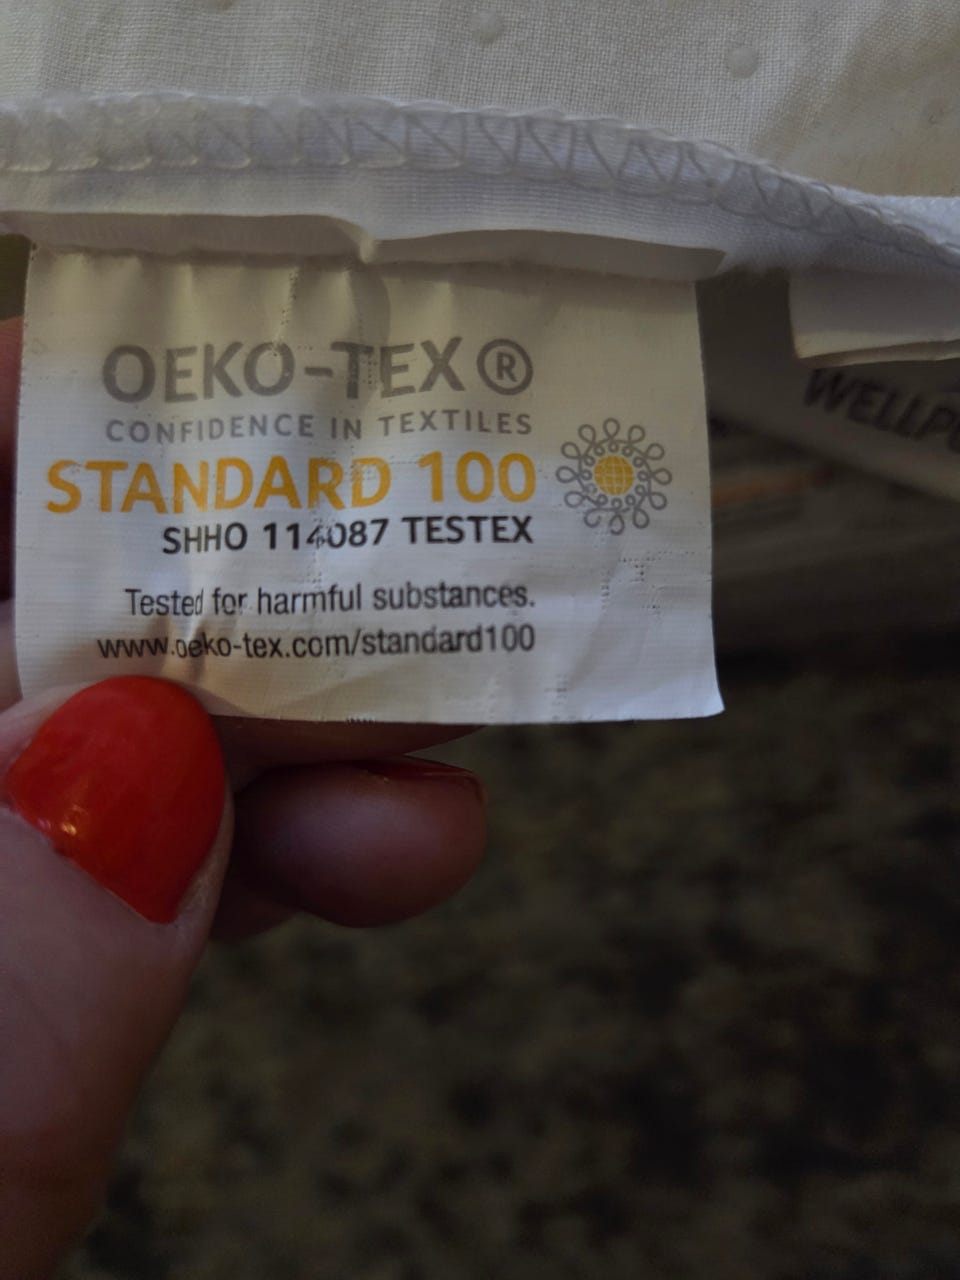 OEKO-TEX®
CONFIDENCE IN TEXTILES
STANDARD 100
SHHO 114087 TESTEX
Tested for harmful substances.
www.oeko-tex.com/standard100